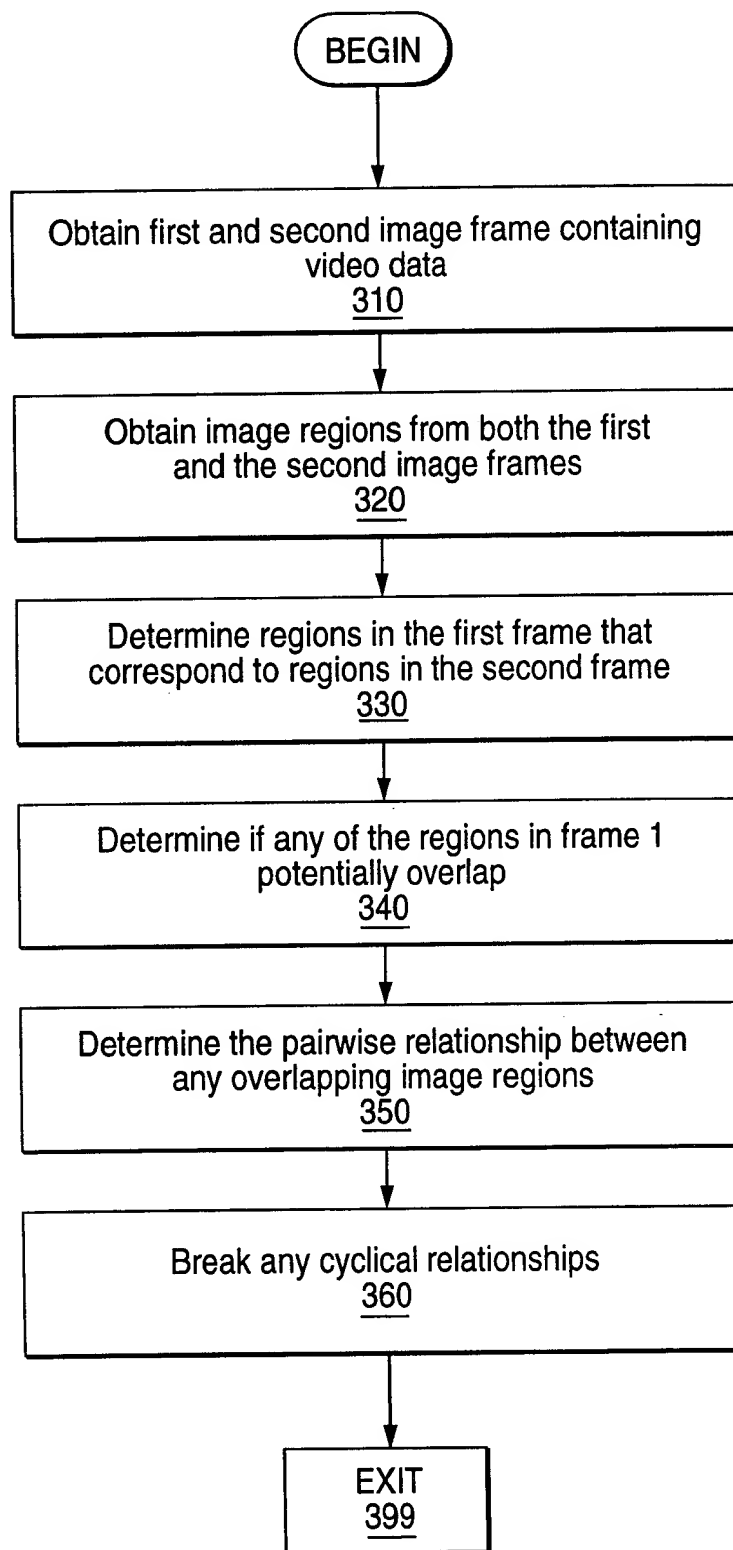 BEGIN
Obtain first and second image frame containing
video data
310
Obtain image regions from both the first
and the second image frames
320
Determine regions in the first frame that
correspond to regions in the second frame
330
Determine if any of the regions in frame 1
potentially overlap
340
Determine the pairwise relationship between
any overlapping image regions
350
Break any cyclical relationships
360
EXIT
399